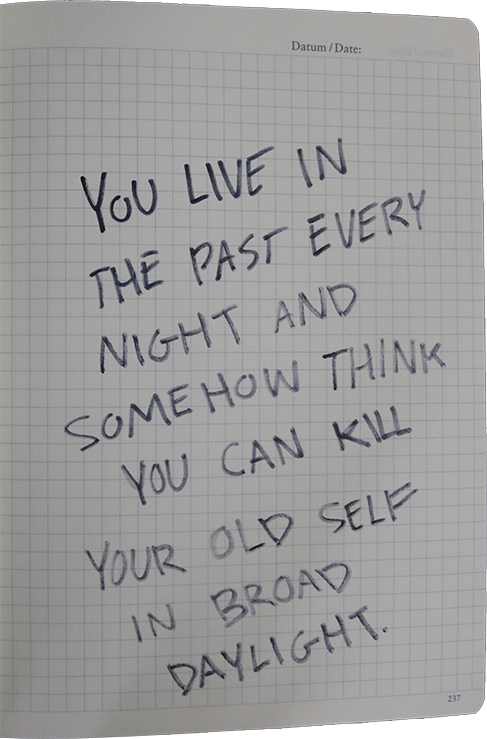 Datum / Date:
YOU LIVE IN
THE PAST EVERY
NIGHT AND
SOMEHOW THINK
YOU CAN KILL
YOUR OLD SELF
IN BROAD
DAYLIGHT.
237